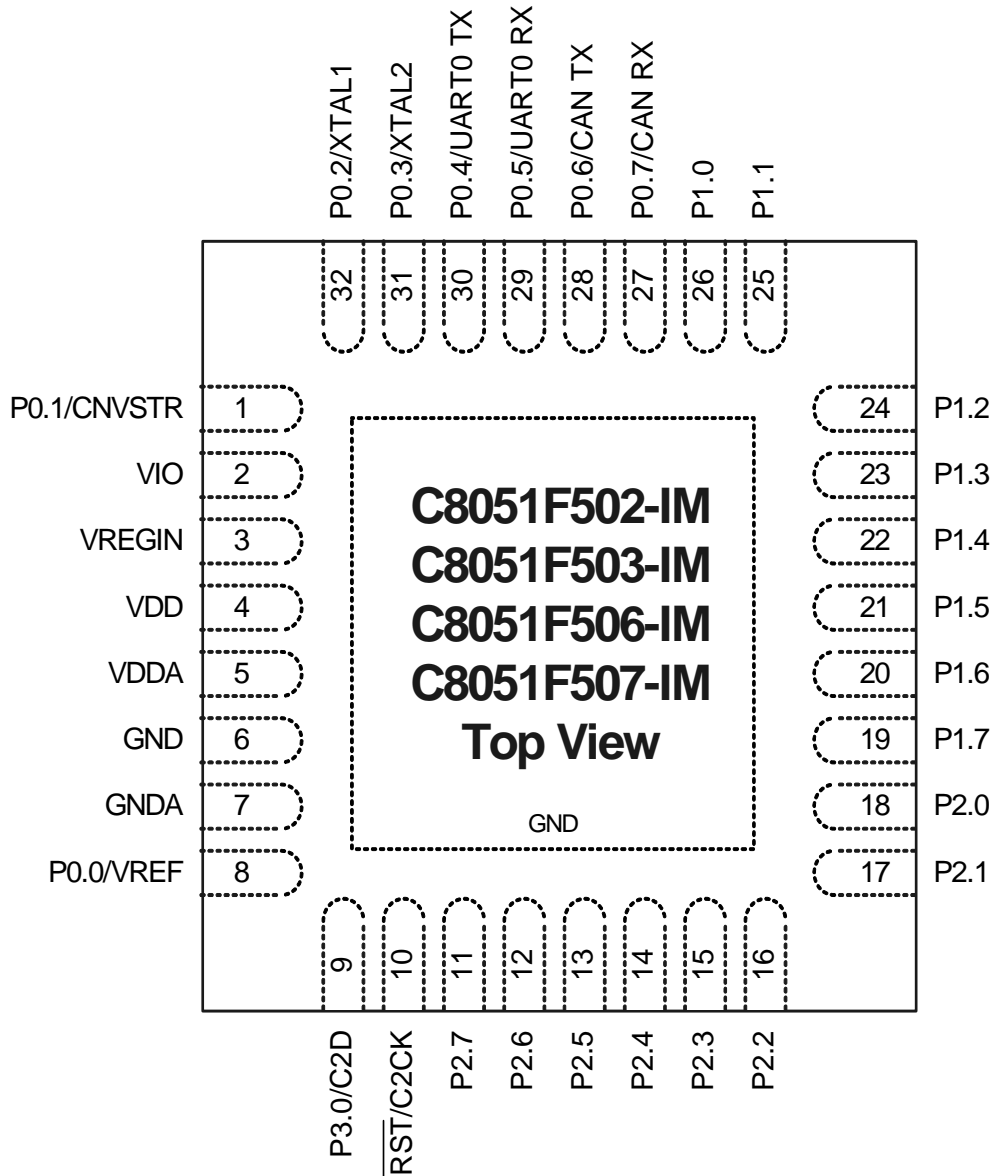 P0.2/XTAL1
P0.3/XTAL2
P0.4/UART0 TX
P0.5/UART0 RX
P0.6/CAN TX
P0.7/CAN RX
P1.0
P1.1
32
31
30
29
28
27
26
25
P0.1/CNVSTR 1
VIO 2
VREGIN 3
VDD 4
VDDA 5
GND 6
GNDA 7
P0.0/VREF 8
C8051F502-IM
C8051F503-IM
C8051F506-IM
C8051F507-IM
Top View
GND
24 P1.2
23 P1.3
22 P1.4
21 P1.5
20 P1.6
19 P1.7
18 P2.0
17 P2.1
9
10
11
12
13
14
15
16
P3.0/C2D
RST/C2CK
P2.7
P2.6
P2.5
P2.4
P2.3
P2.2